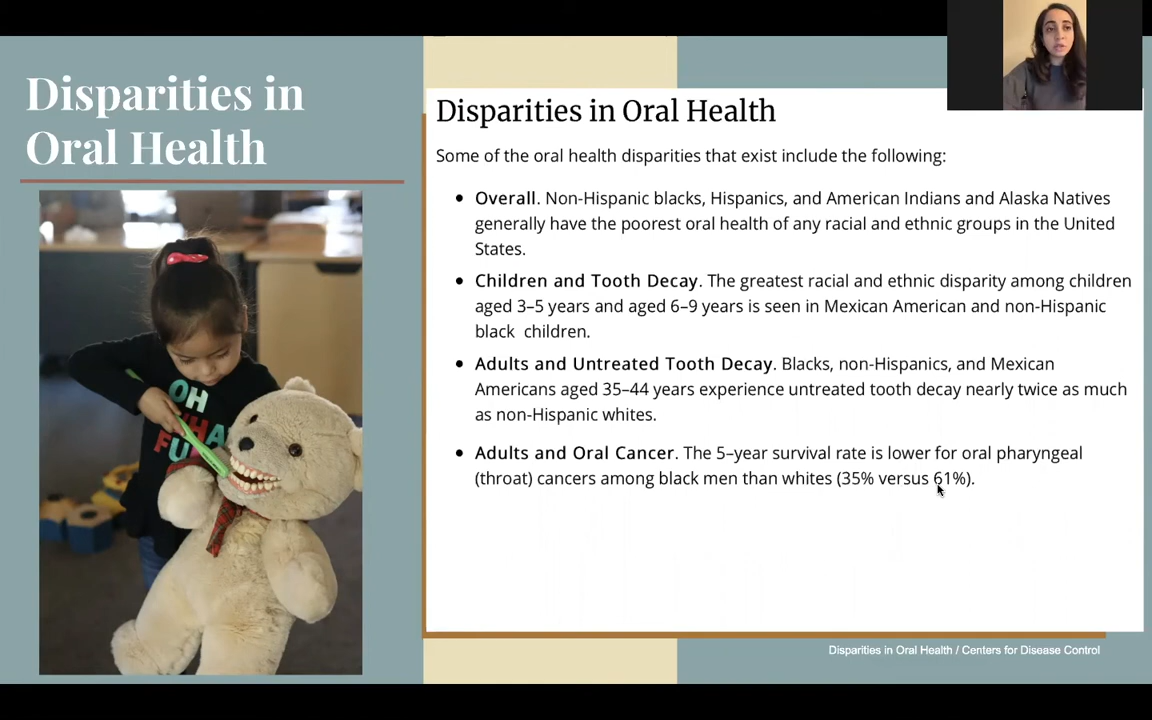 Disparities in
Oral Health
Disparities in Oral Health
Some of the oral health disparities that exist include the following:
Overall. Non-Hispanic blacks, Hispanics, and American Indians and Alaska Natives
generally have the poorest oral health of any racial and ethnic groups in the United
States.
Children and Tooth Decay. The greatest racial and ethnic disparity among children
aged 3–5 years and aged 6–9 years is seen in Mexican American and non-Hispanic
black children.
Adults and Untreated Tooth Decay. Blacks, non-Hispanics, and Mexican
Americans aged 35–44 years experience untreated tooth decay nearly twice as much
as non-Hispanic whites.
Adults and Oral Cancer. The 5–year survival rate is lower for oral pharyngeal
(throat) cancers among black men than whites (35% versus 61%).
OH
FU
Disparities in Oral Health / Centers for Disease Control